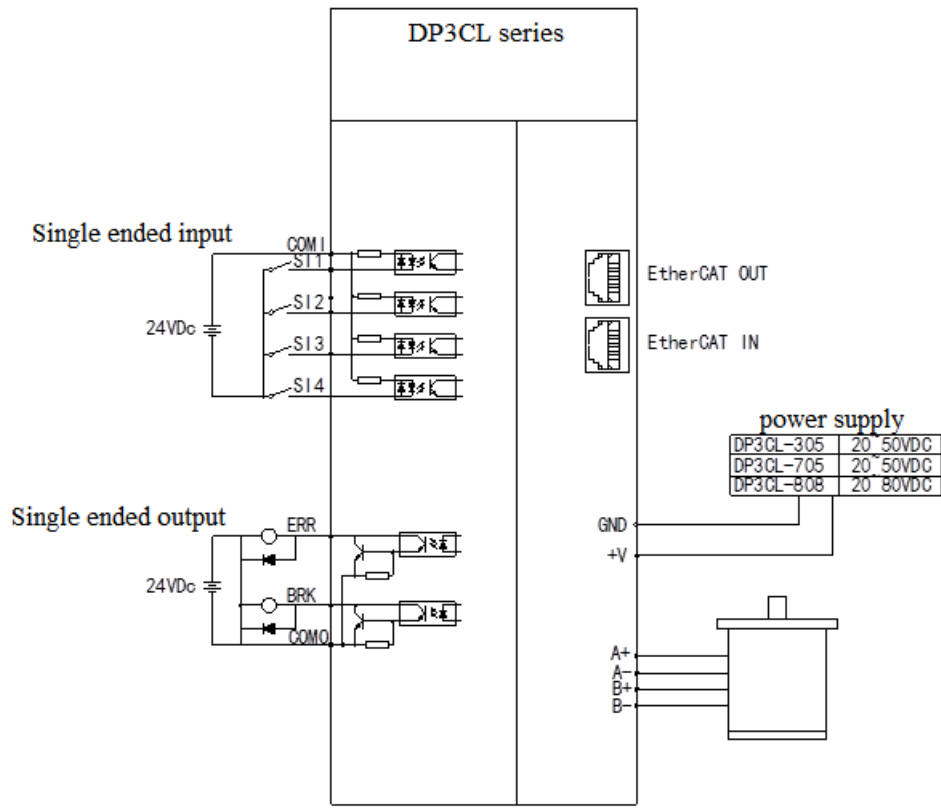 DP3CL series
Single ended input
COMI
SI1
SI2
SI3
SI4
24VDc
EtherCAT OUT
EtherCAT IN
power supply
DP3CL-305 20~50VDC
DP3CL-705 20~50VDC
DP3CL-808 20~80VDC
GND
+V
Single ended output
ERR
24VDc
BRK
COMO
A+
A-
B+
B-